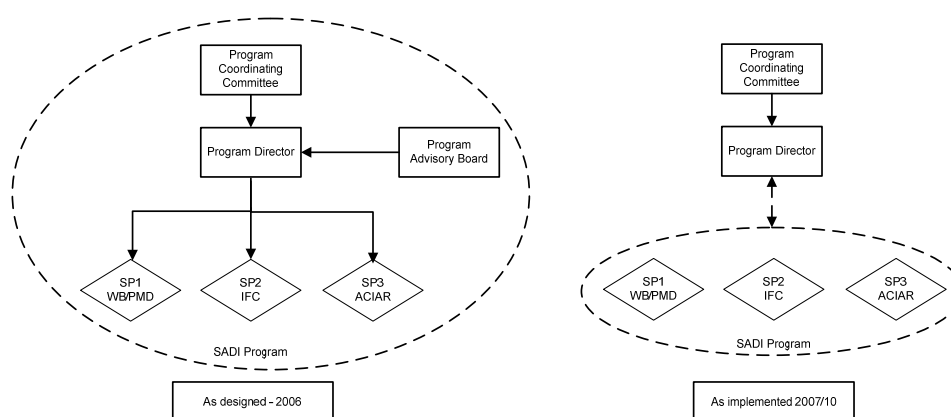 Program
Coordinating
Committee
Program Director
Program
Advisory Board
SP1
WB/PMD
SP2
IFC
SP3
ACIAR
SADI Program
As designed - 2006
Program
Coordinating
Committee
Program Director
SP1
WB/PMD
SP2
IFC
SP3
ACIAR
SADI Program
As implemented 2007/10